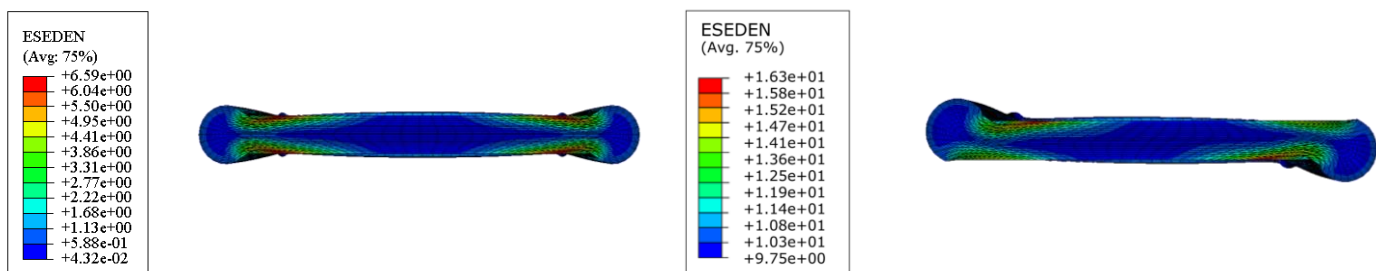 ESEDEN
(Avg: 75%)
+6.59e+00
+6.04e+00
+5.50e+00
+4.95e+00
+4.41e+00
+3.86e+00
+3.31e+00
+2.77e+00
+2.22e+00
+1.68e+00
+1.13e+00
+5.88e-01
+4.32e-02
ESEDEN
(Avg. 75%)
+1.63e+01
+1.58e+01
+1.52e+01
+1.47e+01
+1.41e+01
+1.36e+01
+1.25e+01
+1.19e+01
+1.14e+01
+1.08e+01
+1.03e+01
+9.75e+00